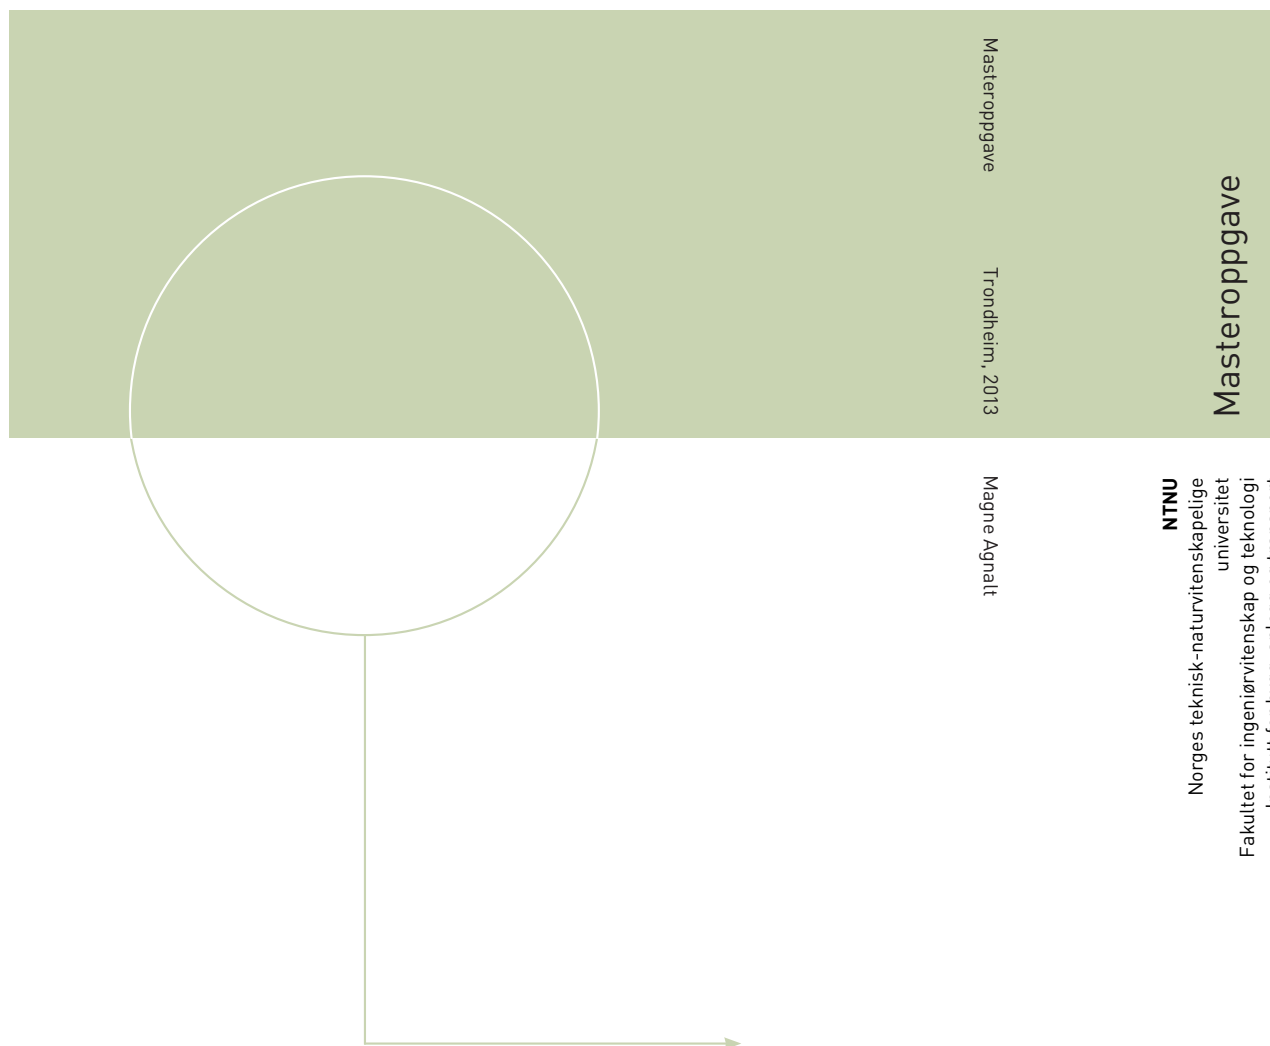 Masteroppgave
Trondheim, 2013
Magne Agnalt
Masteroppgave
NTNU
Norges teknisk-naturvitenskapelige
universitet
Fakultet for ingeniørvitenskap og teknologi